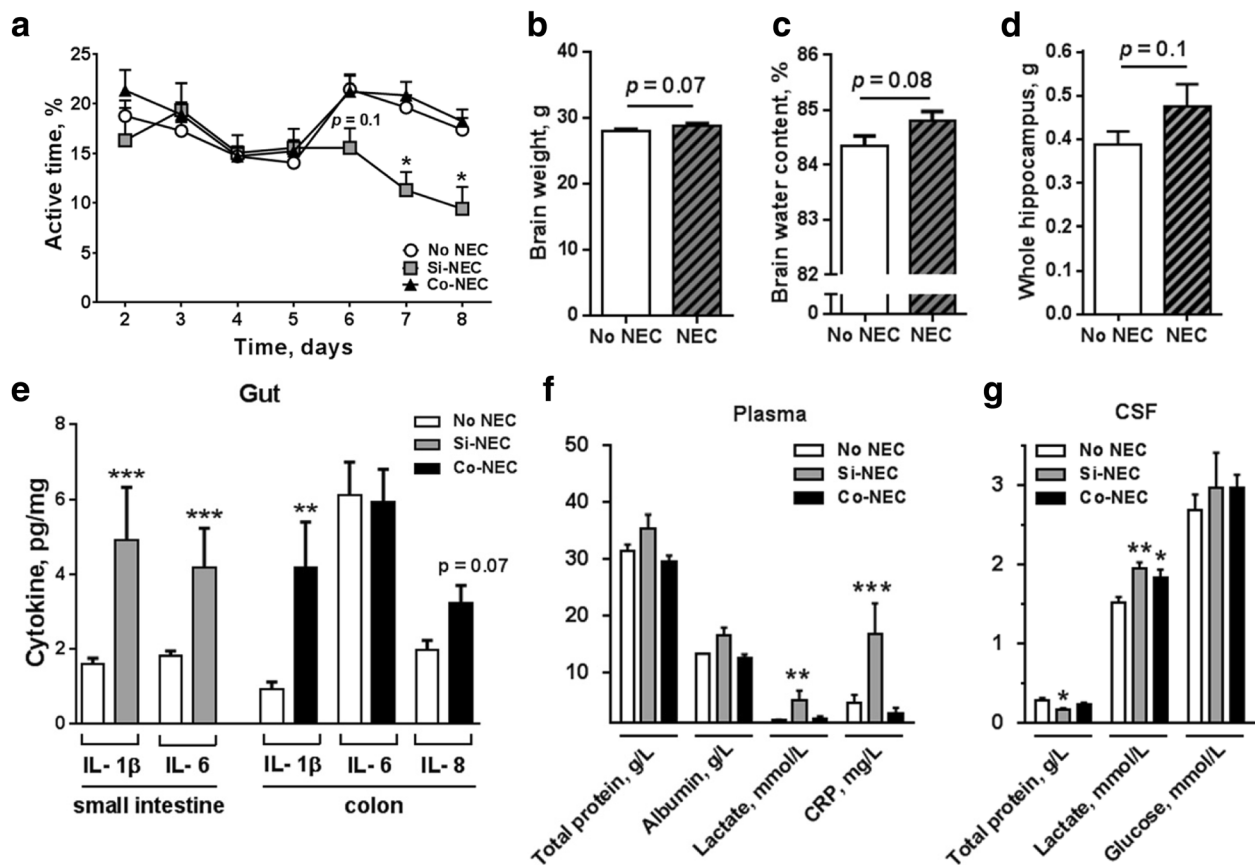 a
25
20
15
10
5
0
Active time, %
p = 0.1
*
*
No NEC
Si-NEC
Co-NEC
2 3 4 5 6 7 8
Time, days
b
40
30
20
10
0
Brain weight, g
p = 0.07
No NEC NEC
c
86
85
84
83
82
0
Brain water content, %
p = 0.08
No NEC NEC
d
0.6
0.5
0.4
0.3
0.2
0.1
0.0
Whole hippocampus, g
p = 0.1
No NEC NEC
e
Gut
8
6
4
2
0
Cytokine, pg/mg
No NEC
Si-NEC
Co-NEC
***
***
**
p = 0.07
IL- 1β IL- 6 IL- 1β IL- 6 IL- 8
small intestine colon
f
Plasma
50
40
30
20
10
No NEC
Si-NEC
Co-NEC
**
***
Total protein, g/L
Albumin, g/L
Lactate, mmol/L
CRP, mg/L
g
CSF
3
2
1
0
No NEC
Si-NEC
Co-NEC
*
**
*
Total protein, g/L
Lactate, mmol/L
Glucose, mmol/L